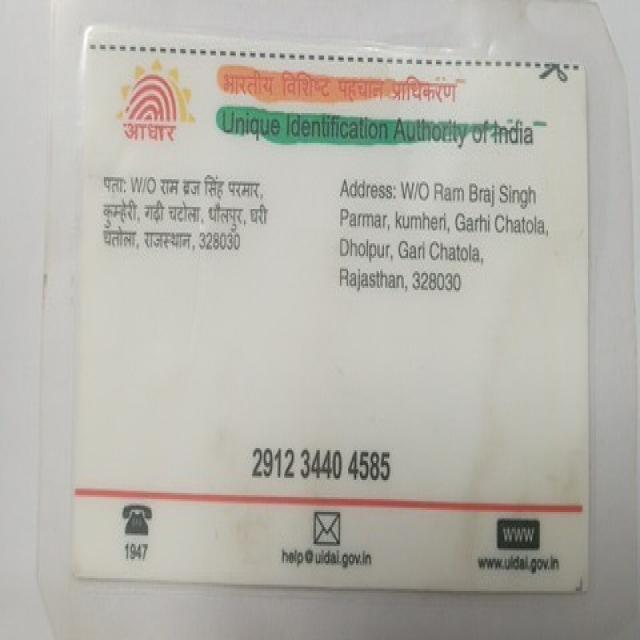 भारतीय विशिष्ट पहचान प्राधिकरण
Unique Identification Authority of India
आधार
पता: W/O राम ब्रज सिंह परमार,
कुम्हेरी, गढ़ी चटोला, धौलपुर, घरी
चतोला, राजस्थान, 328030
Address: W/O Ram Braj Singh
Parmar, kumheri, Garhi Chatola,
Dholpur, Gari Chatola,
Rajasthan, 328030
2912 3440 4585
1947
help@uidai.gov.in
WWW
www.uidai.gov.in